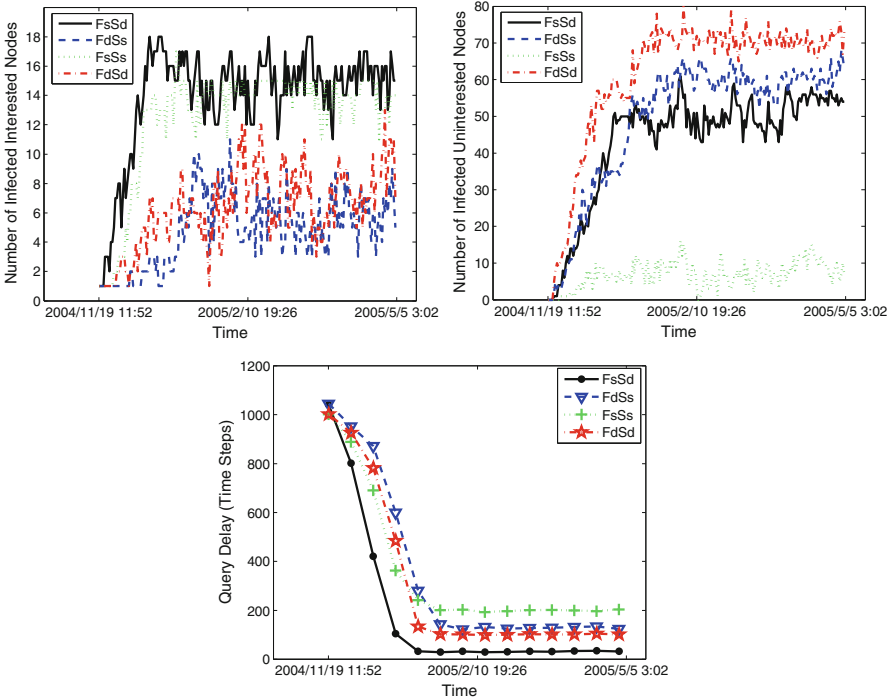 Number of Infected Interested Nodes
18
16
14
12
10
8
6
4
2
0
FsSd
FdSs
FsSs
FdSd
2004/11/19 11:52
2005/2/10 19:26
2005/5/5 3:02
Time
Number of Infected Uninterested Nodes
80
70
60
50
40
30
20
10
0
FsSd
FdSs
FsSs
FdSd
2004/11/19 11:52
2005/2/10 19:26
2005/5/5 3:02
Time
Query Delay (Time Steps)
1200
1000
800
600
400
200
0
FsSd
FdSs
FsSs
FdSd
2004/11/19 11:52
2005/2/10 19:26
2005/5/5 3:02
Time